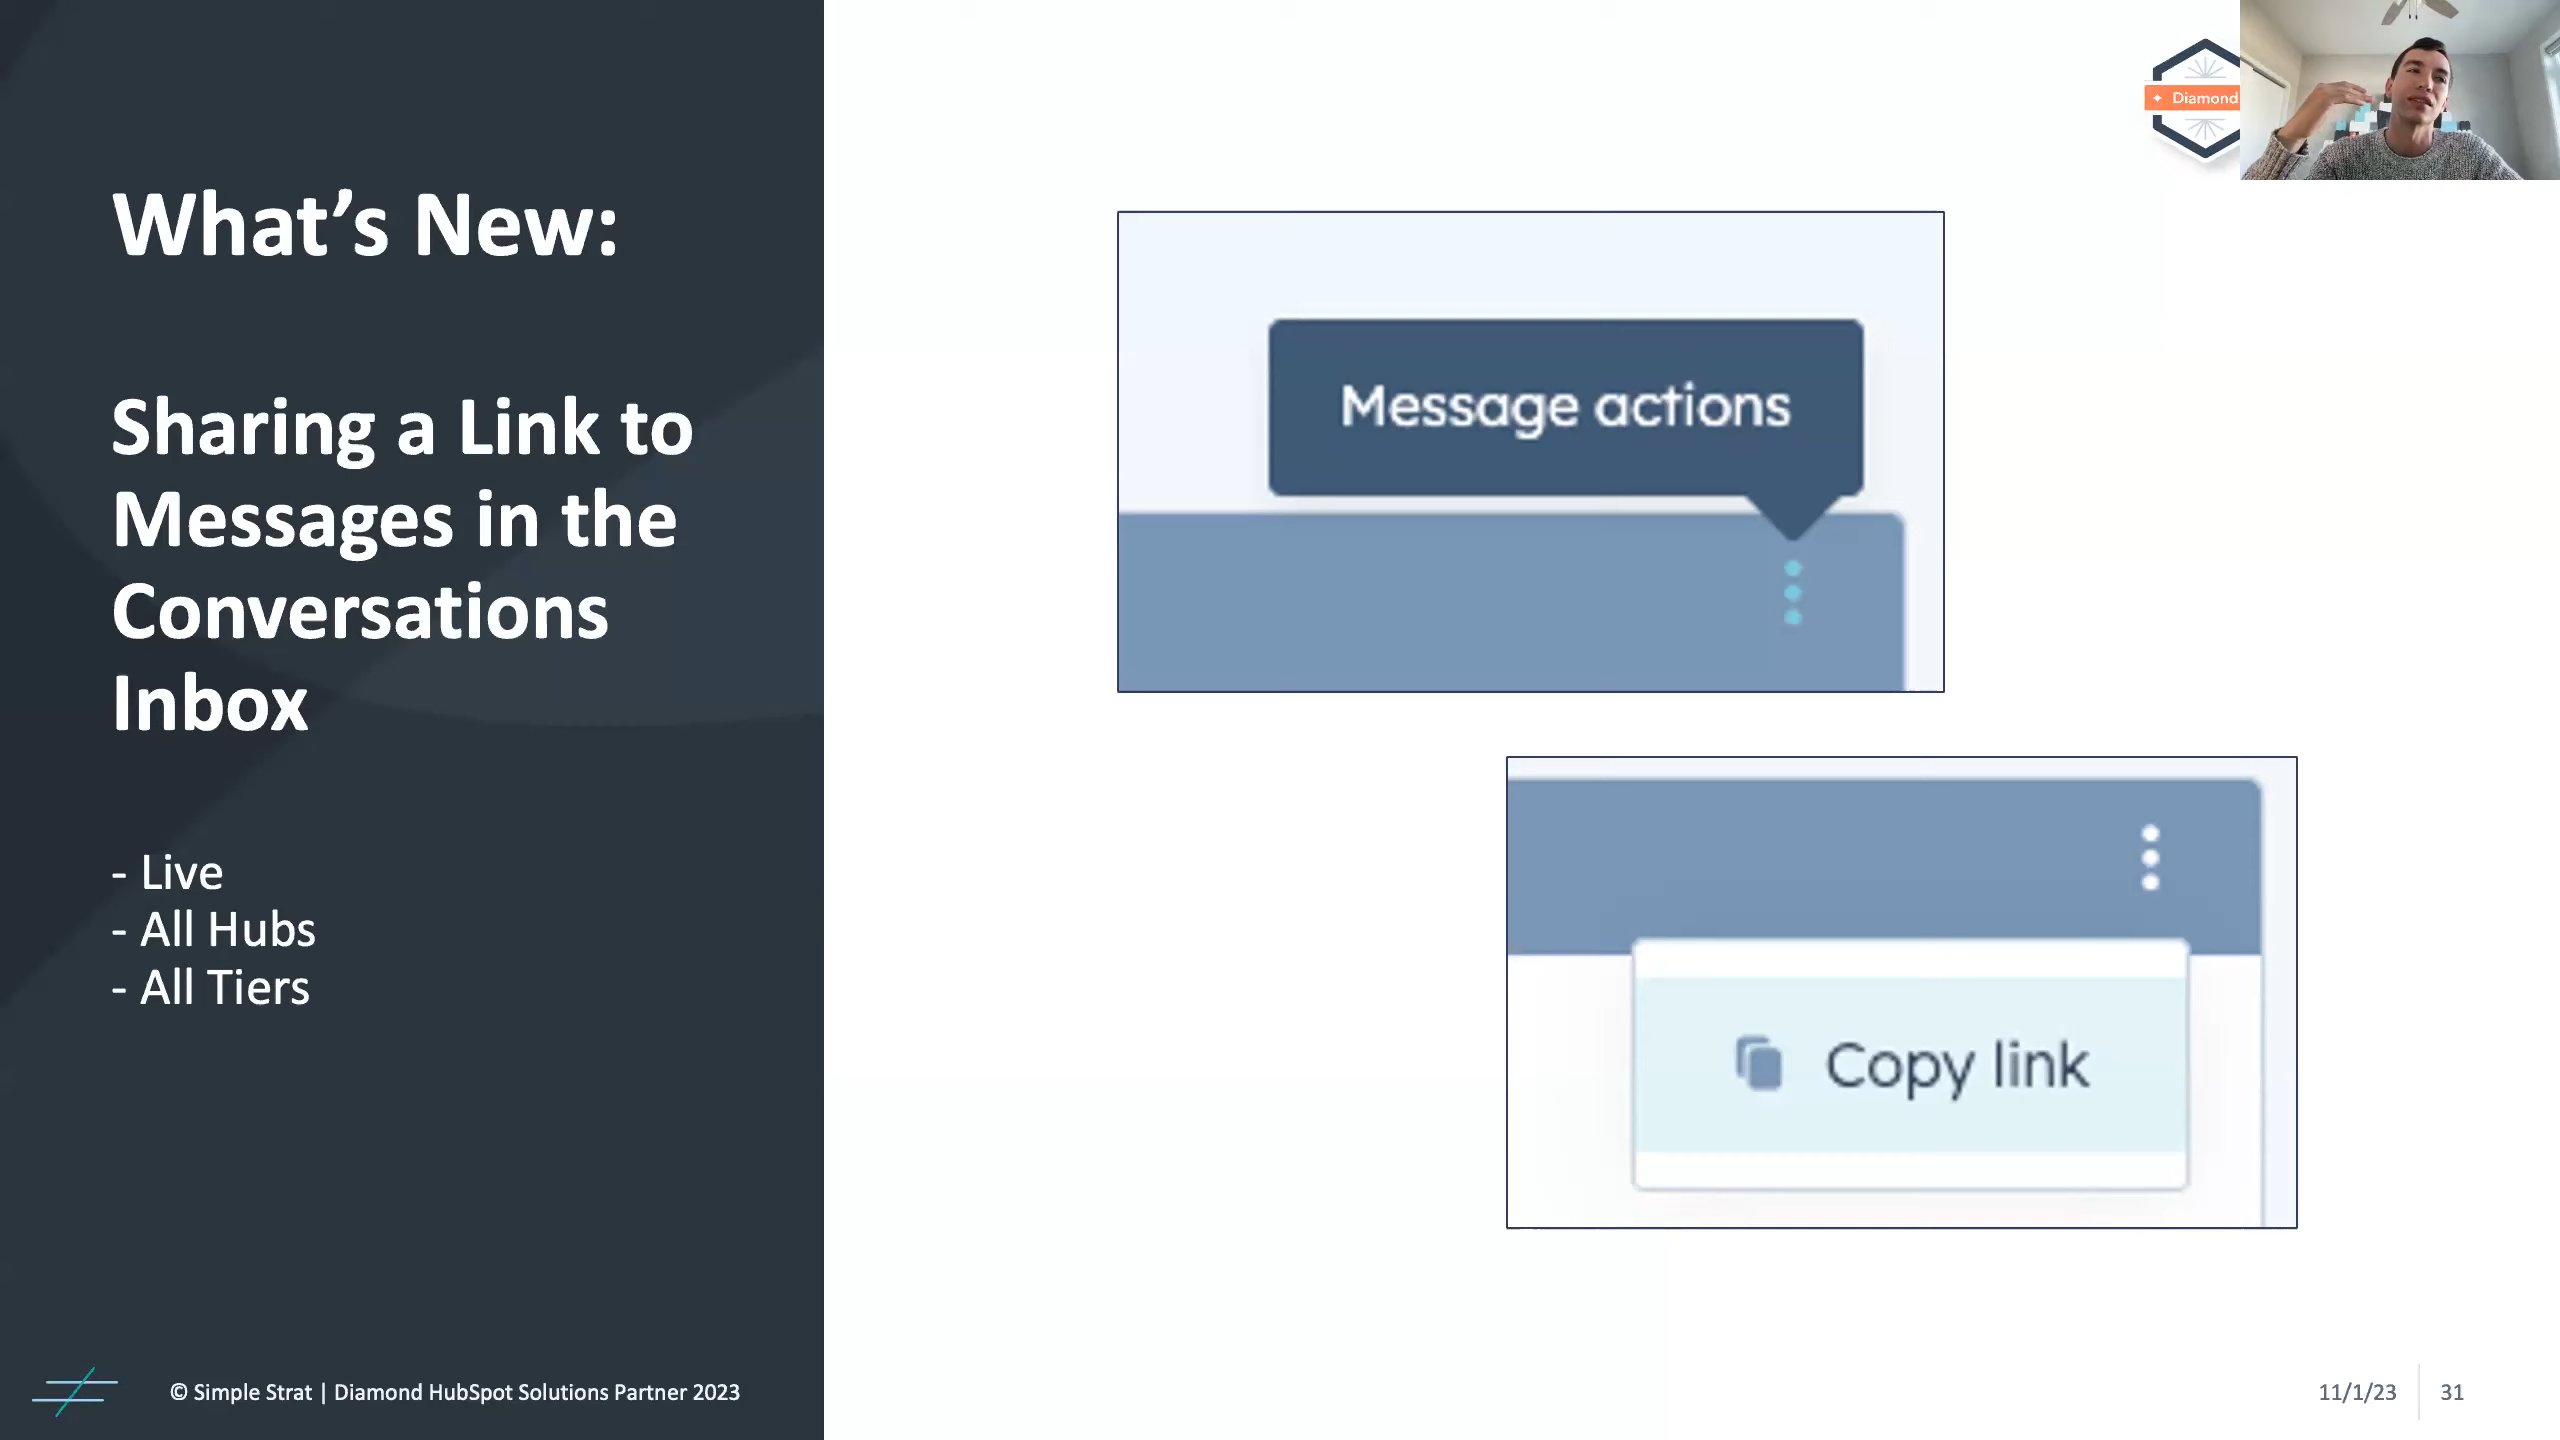 What’s New:
Sharing a Link to
Messages in the
Conversations
Inbox
- Live
- All Hubs
- All Tiers
Diamond
Message actions
Copy link
© Simple Strat | Diamond HubSpot Solutions Partner 2023
11/1/23
31